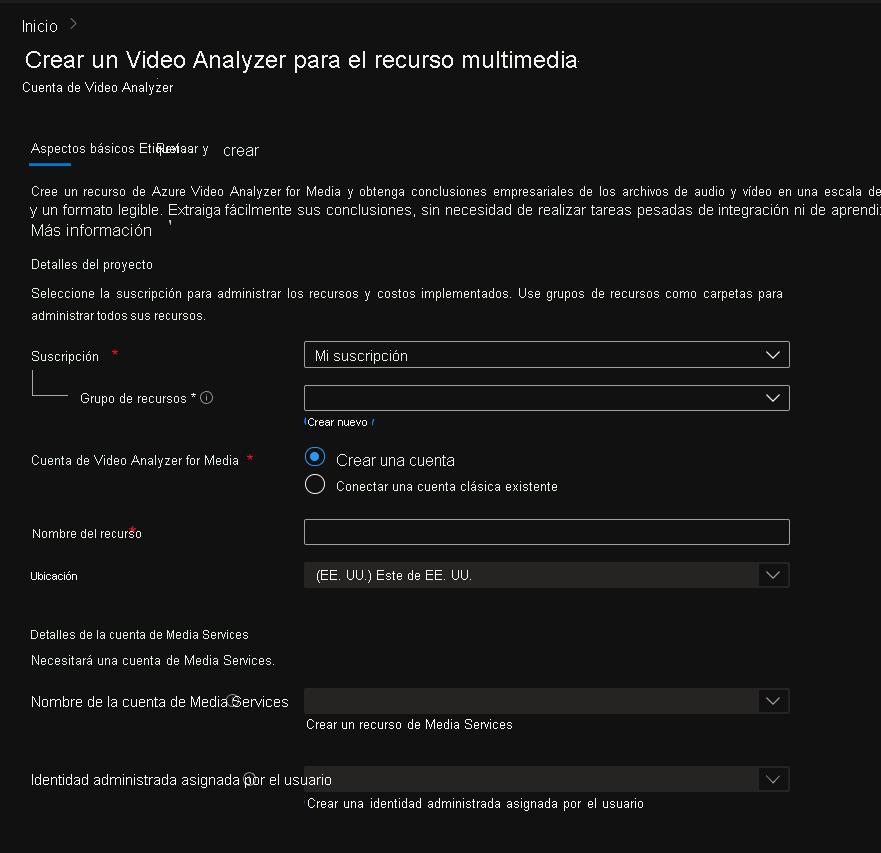 Inicio
Crear un Video Analyzer para el recurso multimedia
Cuenta de Video Analyzer
Aspectos básicos Etiquetas Revisar y crear
Cree un recurso de Azure Video Analyzer for Media y obtenga conclusiones empresariales de los archivos de audio y vídeo en una escala de
y un formato legible. Extraiga fácilmente sus conclusiones, sin necesidad de realizar tareas pesadas de integración ni de aprendi
Más información
Detalles del proyecto
Seleccione la suscripción para administrar los recursos y costos implementados. Use grupos de recursos como carpetas para
administrar todos sus recursos.
Suscripción * Mi suscripción
Grupo de recursos *
Crear nuevo
Cuenta de Video Analyzer for Media * Crear una cuenta
Conectar una cuenta clásica existente
Nombre del recurso *
Ubicación (EE. UU.) Este de EE. UU.
Detalles de la cuenta de Media Services
Necesitará una cuenta de Media Services.
Nombre de la cuenta de Media Services
Crear un recurso de Media Services
Identidad administrada asignada por el usuario
Crear una identidad administrada asignada por el usuario